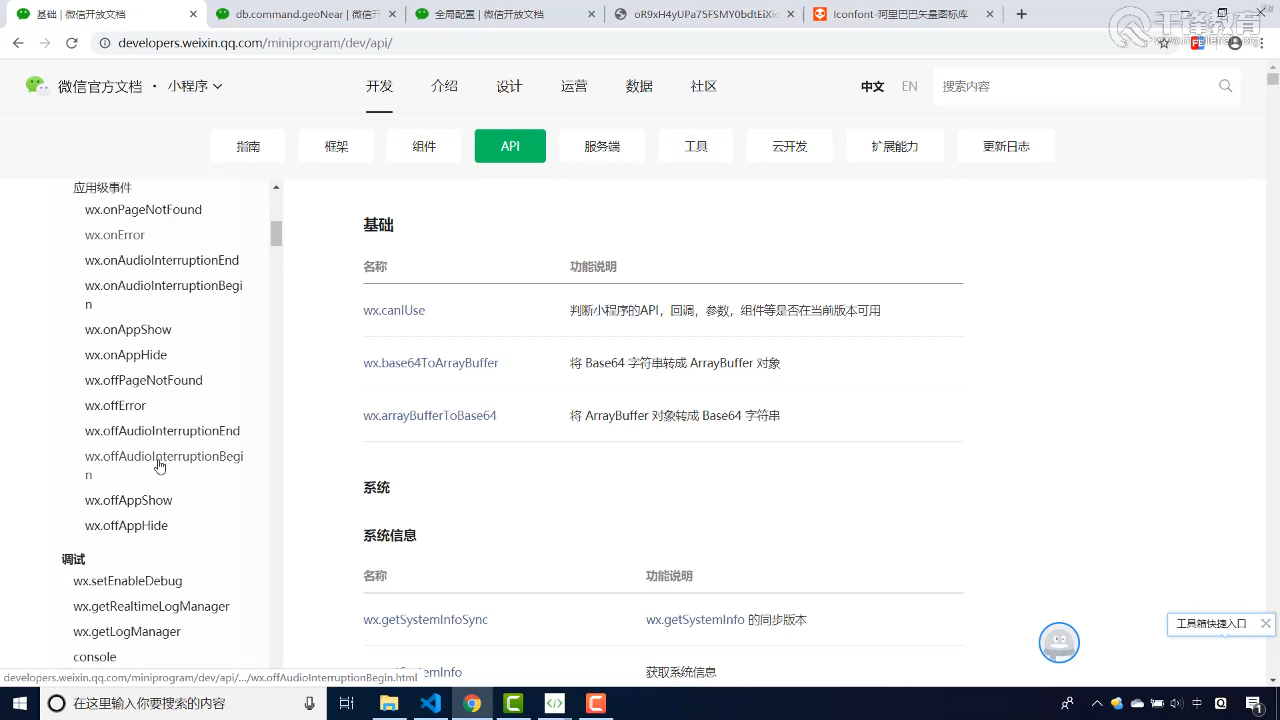 基础 | 微信开放文档
db.command.geoNear | 微信开
全局配置 | 微信开放文档
Iconfont-阿里巴巴矢量图标库
千锋教育
www.mobiletrain.org
developers.weixin.qq.com/miniprogram/dev/api/
微信官方文档 · 小程序
开发 介绍 设计 运营 数据 社区
中文 EN 搜索内容
指南 框架 组件 API 服务端 工具 云开发 扩展能力 更新日志
应用级事件
wx.onPageNotFound
wx.onError
wx.onAudioInterruptionEnd
wx.onAudioInterruptionBegi
n
wx.onAppShow
wx.onAppHide
wx.offPageNotFound
wx.offError
wx.offAudioInterruptionEnd
wx.offAudioInterruptionBegi
n
wx.offAppShow
wx.offAppHide
调试
wx.setEnableDebug
wx.getRealtimeLogManager
wx.getLogManager
console
基础
名称 功能说明
wx.canIUse 判断小程序的API，回调，参数，组件等是否在当前版本可用
wx.base64ToArrayBuffer 将 Base64 字符串转成 ArrayBuffer 对象
wx.arrayBufferToBase64 将 ArrayBuffer 对象转成 Base64 字符串
系统
系统信息
名称 功能说明
wx.getSystemInfoSync wx.getSystemInfo 的同步版本
stemInfo 获取系统信息
工具箱快捷入口
developers.weixin.qq.com/miniprogram/dev/api/.../wx.offAudioInterruptionBegin.html
在这里输入你要搜索的内容
中
1